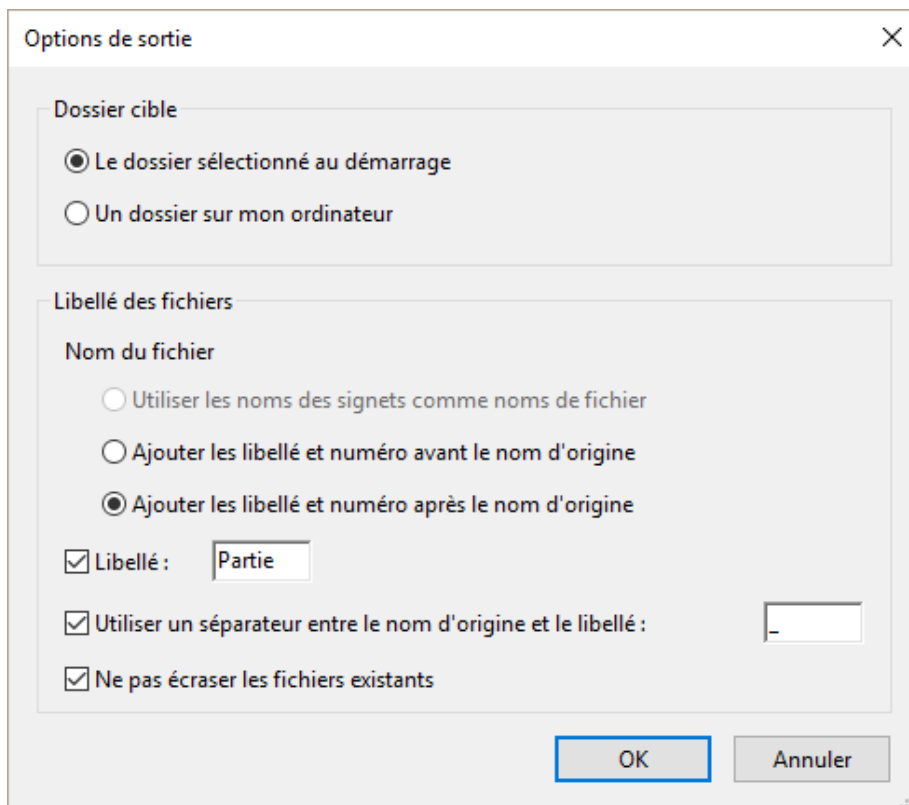 Options de sortie
Dossier cible
Le dossier sélectionné au démarrage
Un dossier sur mon ordinateur
Libellé des fichiers
Nom du fichier
Utiliser les noms des signets comme noms de fichier
Ajouter les libellé et numéro avant le nom d'origine
Ajouter les libellé et numéro après le nom d'origine
Libellé : Partie
Utiliser un séparateur entre le nom d'origine et le libellé : _
Ne pas écraser les fichiers existants
OK Annuler